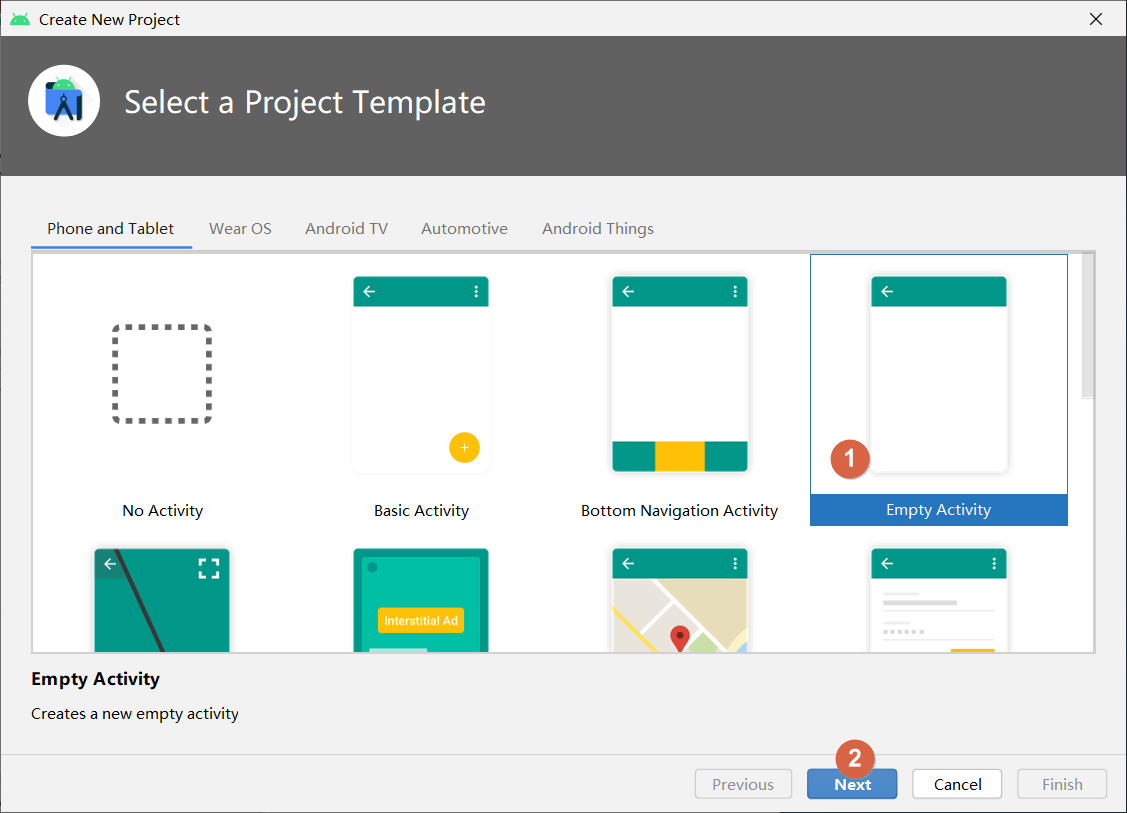 Create New Project
Select a Project Template
Phone and Tablet Wear OS Android TV Automotive Android Things
+
1
No Activity Basic Activity Bottom Navigation Activity Empty Activity
Interstitial Ad
Empty Activity
Creates a new empty activity
2
Previous Next Cancel Finish